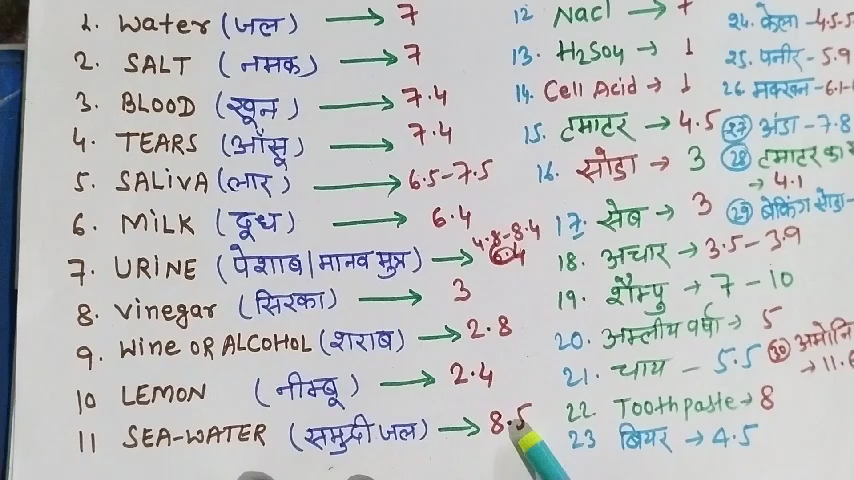 1. Water (जल) → 7
2. SALT (नमक) → 7
3. BLOOD (खून) → 7.4
4. TEARS (आँसू) → 7.4
5. SALIVA (लार) → 6.5-7.5
6. MILK (दूध) → 6.4
7. URINE (पेशाब|मानव मुत्र) → 4.8-8.4
8. vinegar (सिरका) → 3
9. Wine OR ALCOHOL (शराब) → 2.8
10 LEMON (नीम्बू) → 2.4
11 SEA-WATER (समुद्री जल) → 8.5
12 NaCl →
13. H2SO4 → 1
14. Cell Acid → 1
15. टमाटर → 4.5
16. सोडा → 3
17. सेब → 3
18. अचार → 3.5-3.9
19. शैम्पु → 7-10
20. अम्लीय वर्षा → 5
21. चाय - 5.5
22. Toothpaste → 8
23 बियर → 4.5
24. केला - 4.5-5
25. पनीर - 5.9
26. मक्खन - 6.1-
27 अंडा - 7.8
28 टमाटर का
→ 4.1
29 बेकिंग सोडा -
30 अमोनि
→ 11.6